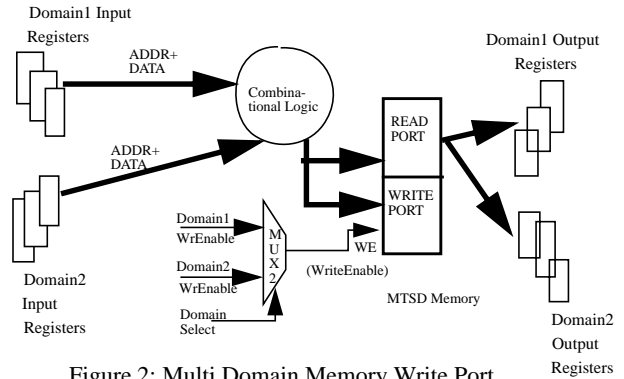 Domain1 Input
Registers
ADDR+
DATA
Combina-
tional Logic
Domain1 Output
Registers
READ
PORT
ADDR+
DATA
WRITE
PORT
Domain1
WrEnable
MUX2
WE
(WriteEnable)
Domain2
WrEnable
Domain
Select
MTSD Memory
Domain2
Input
Registers
Domain2
Output
Registers
Figure 2: Multi Domain Memory Write Port